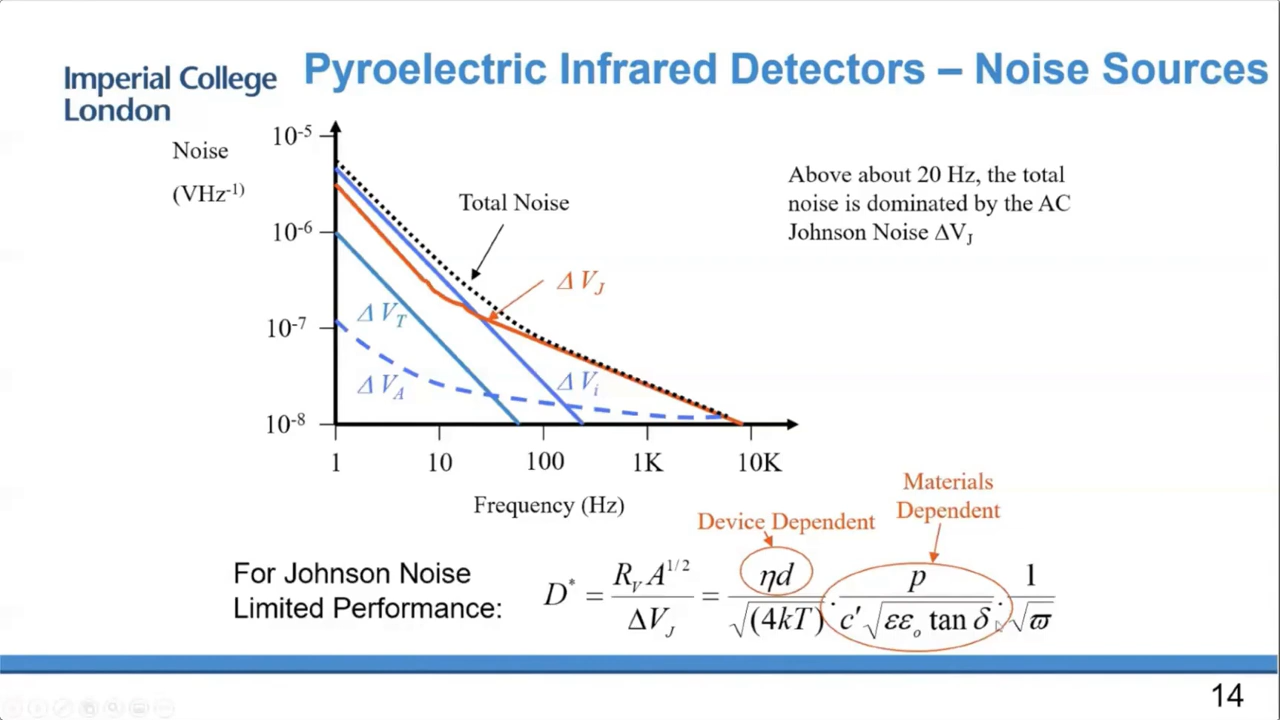 Imperial College
London
Pyroelectric Infrared Detectors – Noise Sources
Noise
(VHz⁻¹)
10⁻⁵
10⁻⁶
10⁻⁷
10⁻⁸
Total Noise
Δ V_J
Δ V_T
Δ V_A
Δ V_i
1 10 100 1K 10K
Frequency (Hz)
Above about 20 Hz, the total
noise is dominated by the AC
Johnson Noise ΔV_J
Device Dependent
Materials
Dependent
For Johnson Noise
Limited Performance:
D* = R_V A^{1/2} / ΔV_J = ηd / √(4kT) · p / c′√εε_o tan δ · 1 / √ϖ
14